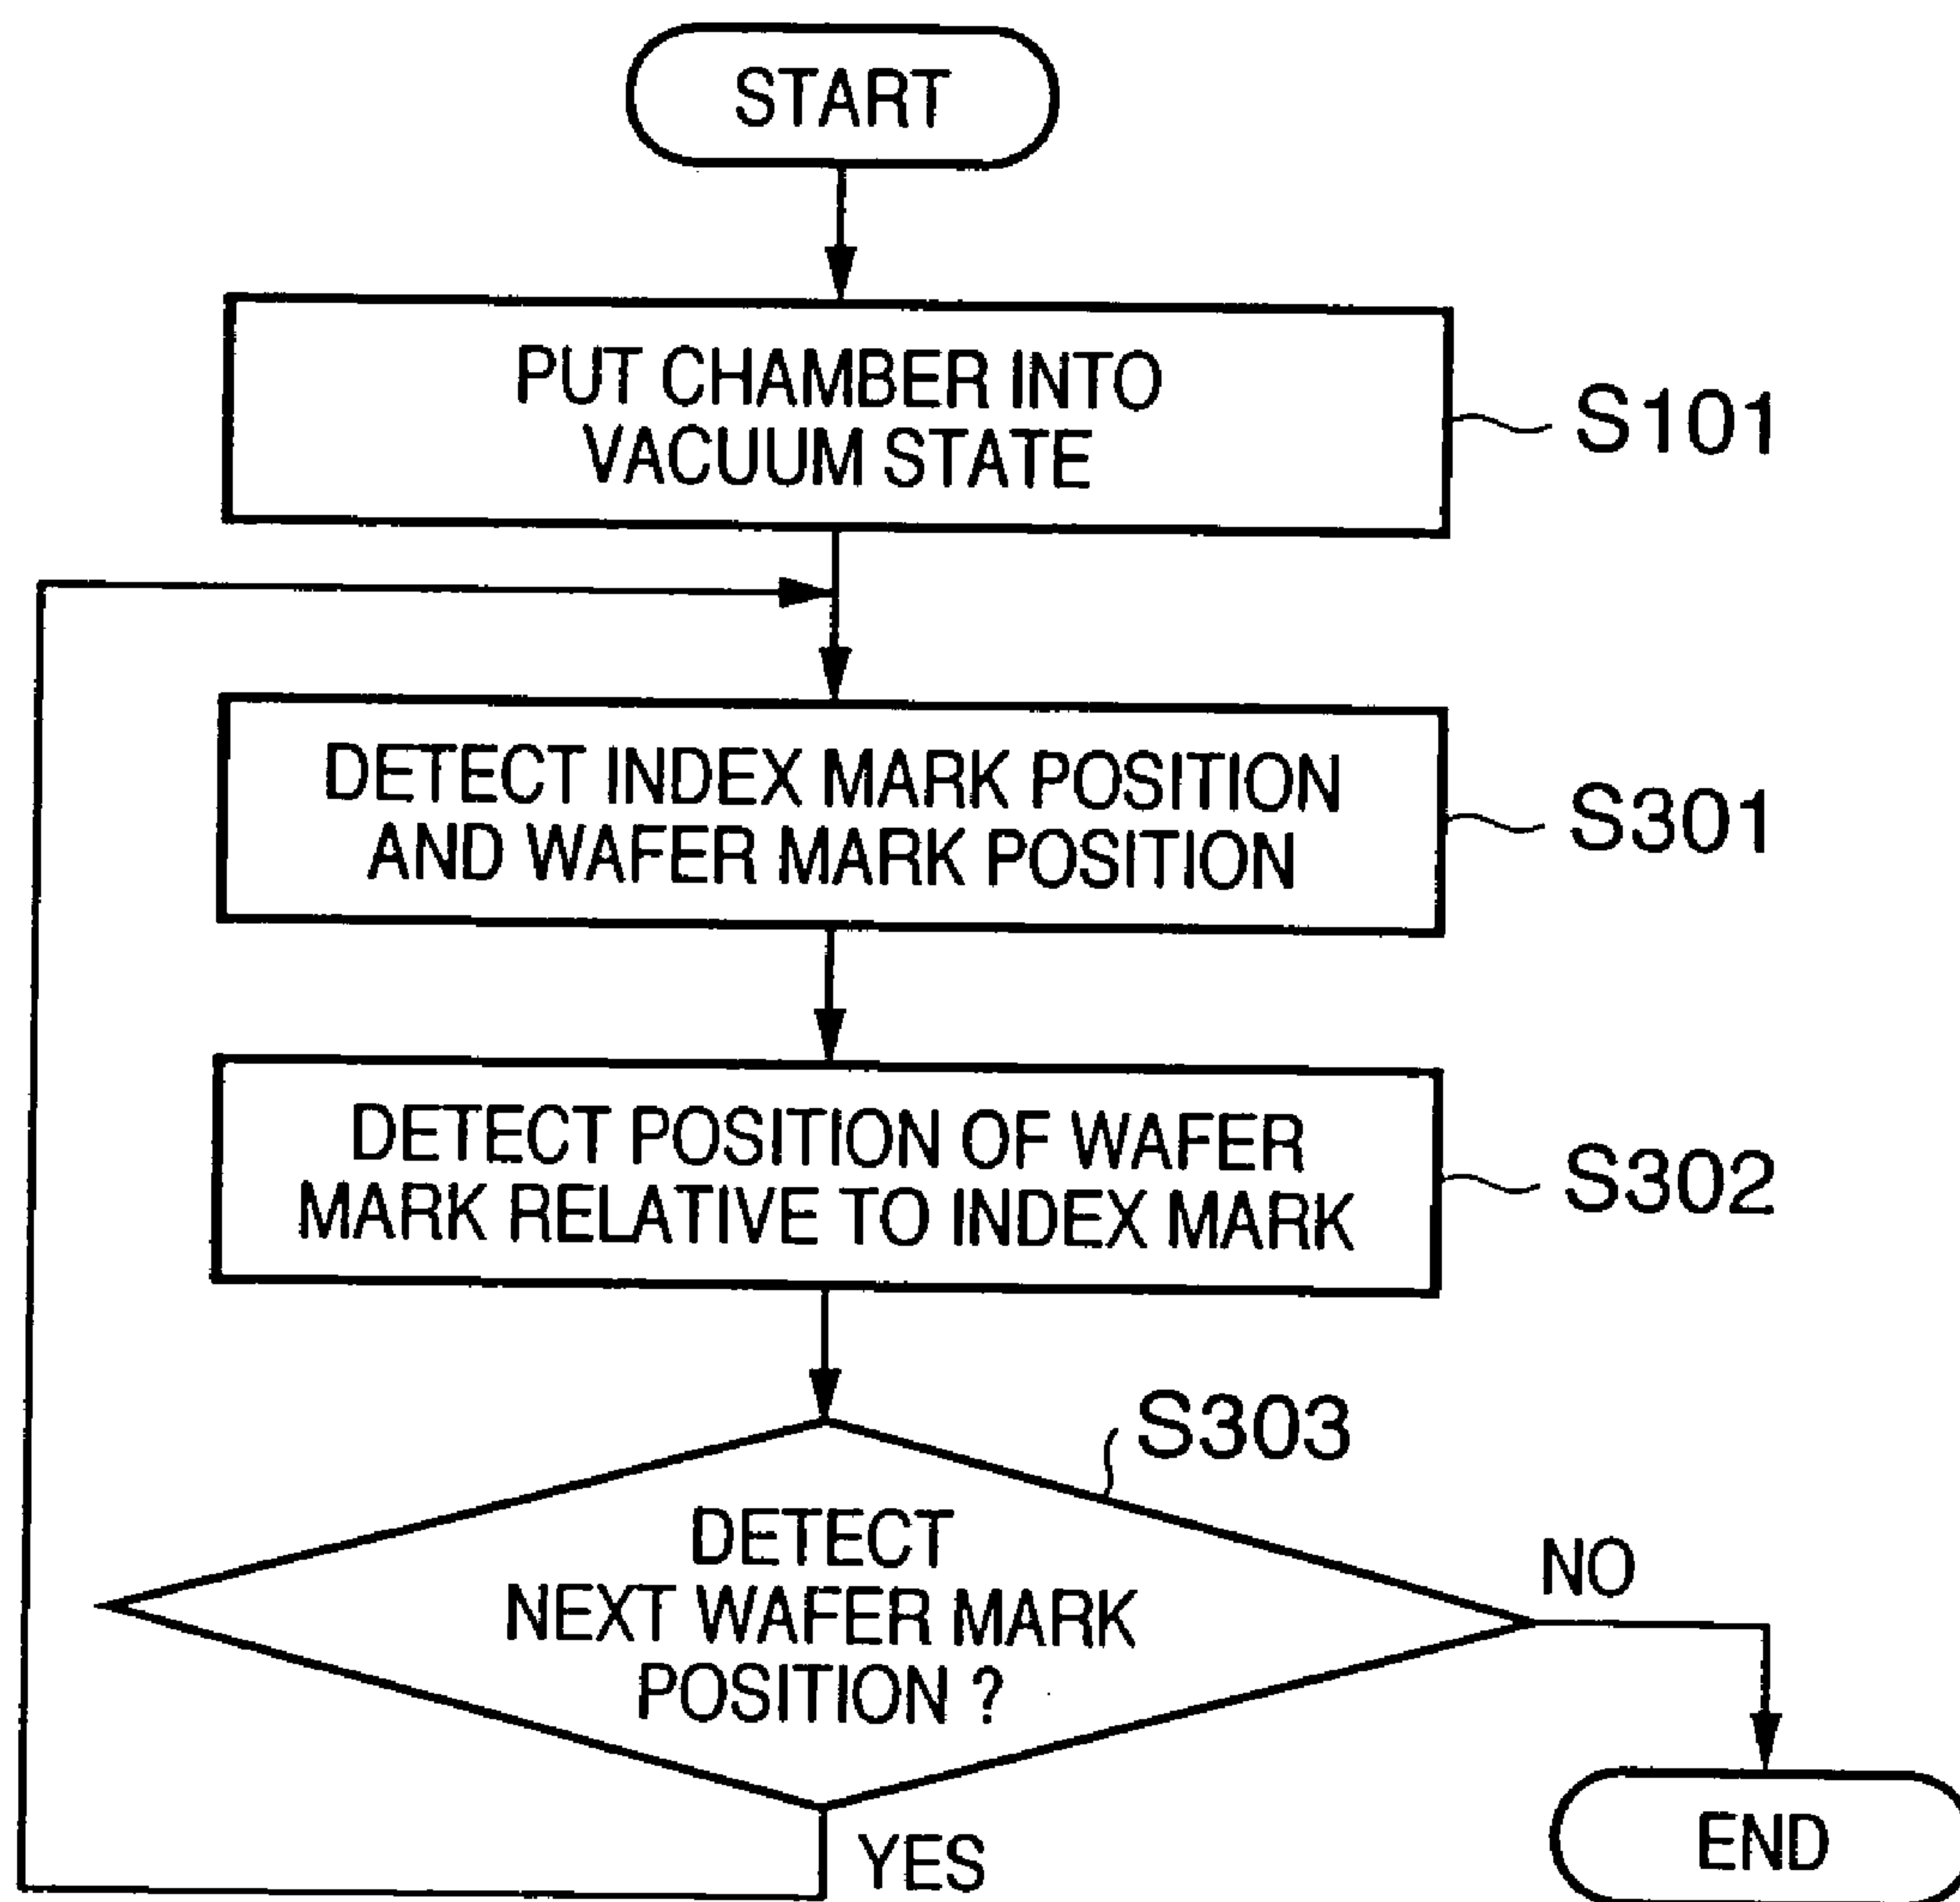 START
PUT CHAMBER INTO
VACUUM STATE
S101
DETECT INDEX MARK POSITION
AND WAFER MARK POSITION
S301
DETECT POSITION OF WAFER
MARK RELATIVE TO INDEX MARK
S302
S303
DETECT
NEXT WAFER MARK
POSITION ?
NO
YES
END